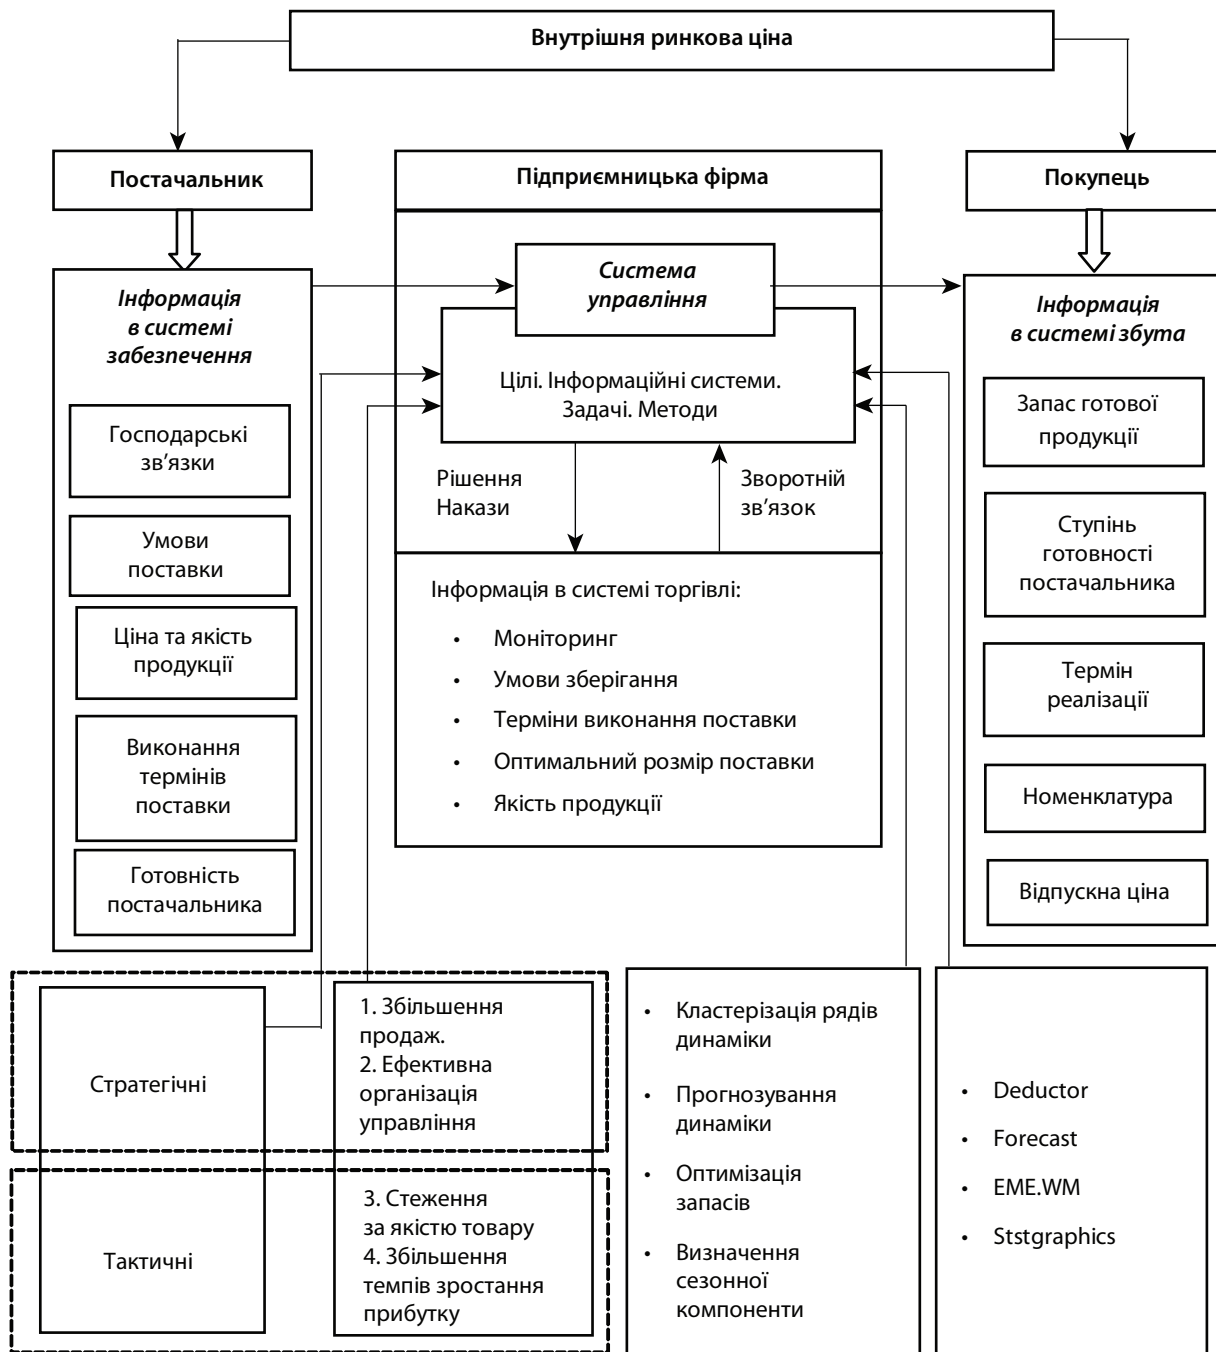 Внутрішня ринкова ціна
Постачальник
Підприємницька фірма
Покупець
Інформація
в системі
забезпечення
Господарські
зв’язки
Умови
поставки
Ціна та якість
продукції
Виконання
термінів
поставки
Готовність
постачальника
Система
управління
Цілі. Інформаційні системи.
Задачі. Методи
Рішення
Накази
Зворотній
зв’язок
Інформація в системі торгівлі:
• Моніторинг
• Умови зберігання
• Терміни виконання поставки
• Оптимальний розмір поставки
• Якість продукції
Інформація
в системі збута
Запас готової
продукції
Ступінь
готовності
постачальника
Термін
реалізації
Номенклатура
Відпускна ціна
Стратегічні
1. Збільшення
продаж.
2. Ефективна
організація
управління
Тактичні
3. Стеження
за якістю товару
4. Збільшення
темпів зростання
прибутку
• Кластерізація рядів
динаміки
• Прогнозування
динаміки
• Оптимізація
запасів
• Визначення
сезонної
компоненти
• Deductor
• Forecast
• EME.WM
• Ststgraphics